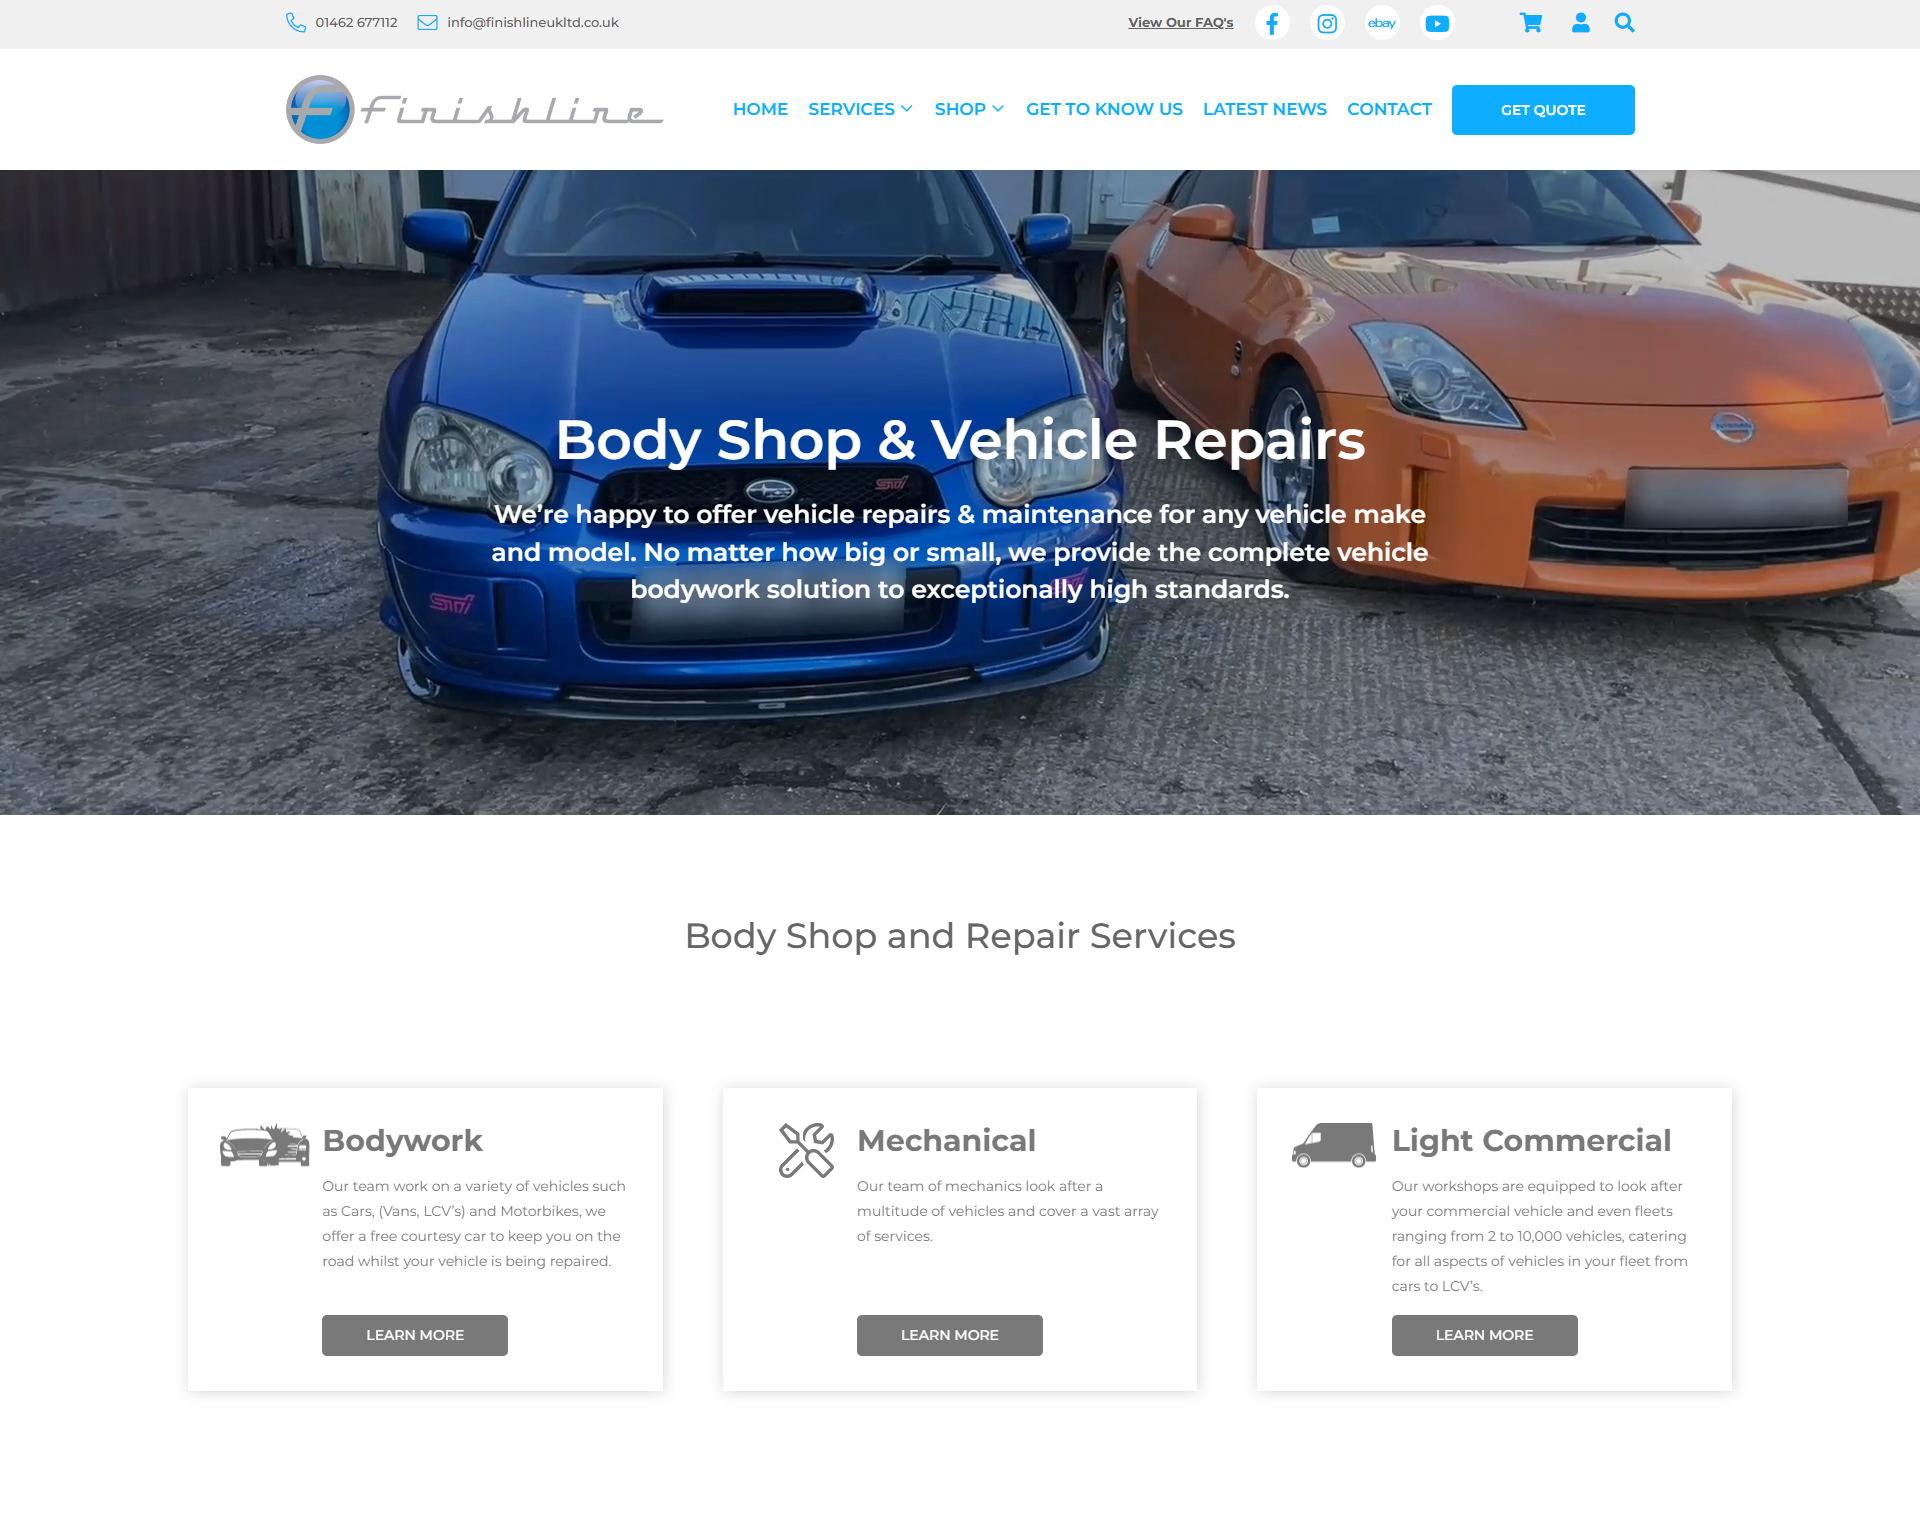 01462 677112
info@finishlineukltd.co.uk
View Our FAQ's
ebay
Finishline
HOME
SERVICES
SHOP
GET TO KNOW US
LATEST NEWS
CONTACT
GET QUOTE
Body Shop & Vehicle Repairs
STi
We’re happy to offer vehicle repairs & maintenance for any vehicle make
and model. No matter how big or small, we provide the complete vehicle
bodywork solution to exceptionally high standards.
STi
STi
Body Shop and Repair Services
Bodywork
Our team work on a variety of vehicles such
as Cars, (Vans, LCV’s) and Motorbikes, we
offer a free courtesy car to keep you on the
road whilst your vehicle is being repaired.
LEARN MORE
Mechanical
Our team of mechanics look after a
multitude of vehicles and cover a vast array
of services.
LEARN MORE
Light Commercial
Our workshops are equipped to look after
your commercial vehicle and even fleets
ranging from 2 to 10,000 vehicles, catering
for all aspects of vehicles in your fleet from
cars to LCV’s.
LEARN MORE